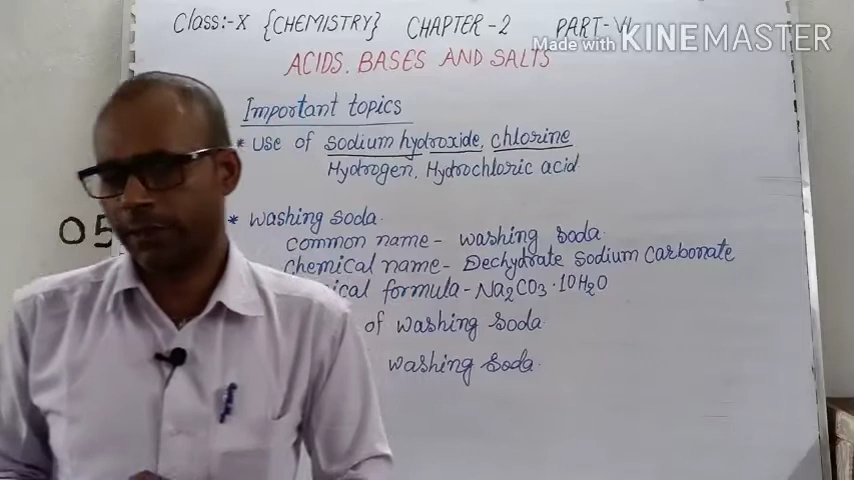 Class:- X {CHEMISTRY} CHAPTER - 2 PART - VI
Made with KINEMASTER
ACIDS, BASES AND SALTS
Important topics
* Use of sodium hydroxide, chlorine
Hydrogen, Hydrochloric acid
05
* Washing soda
common name - washing soda
chemical name - Dechydrate sodium carbonate
ical formula - Na2CO3 · 10H2O
of washing soda
washing soda